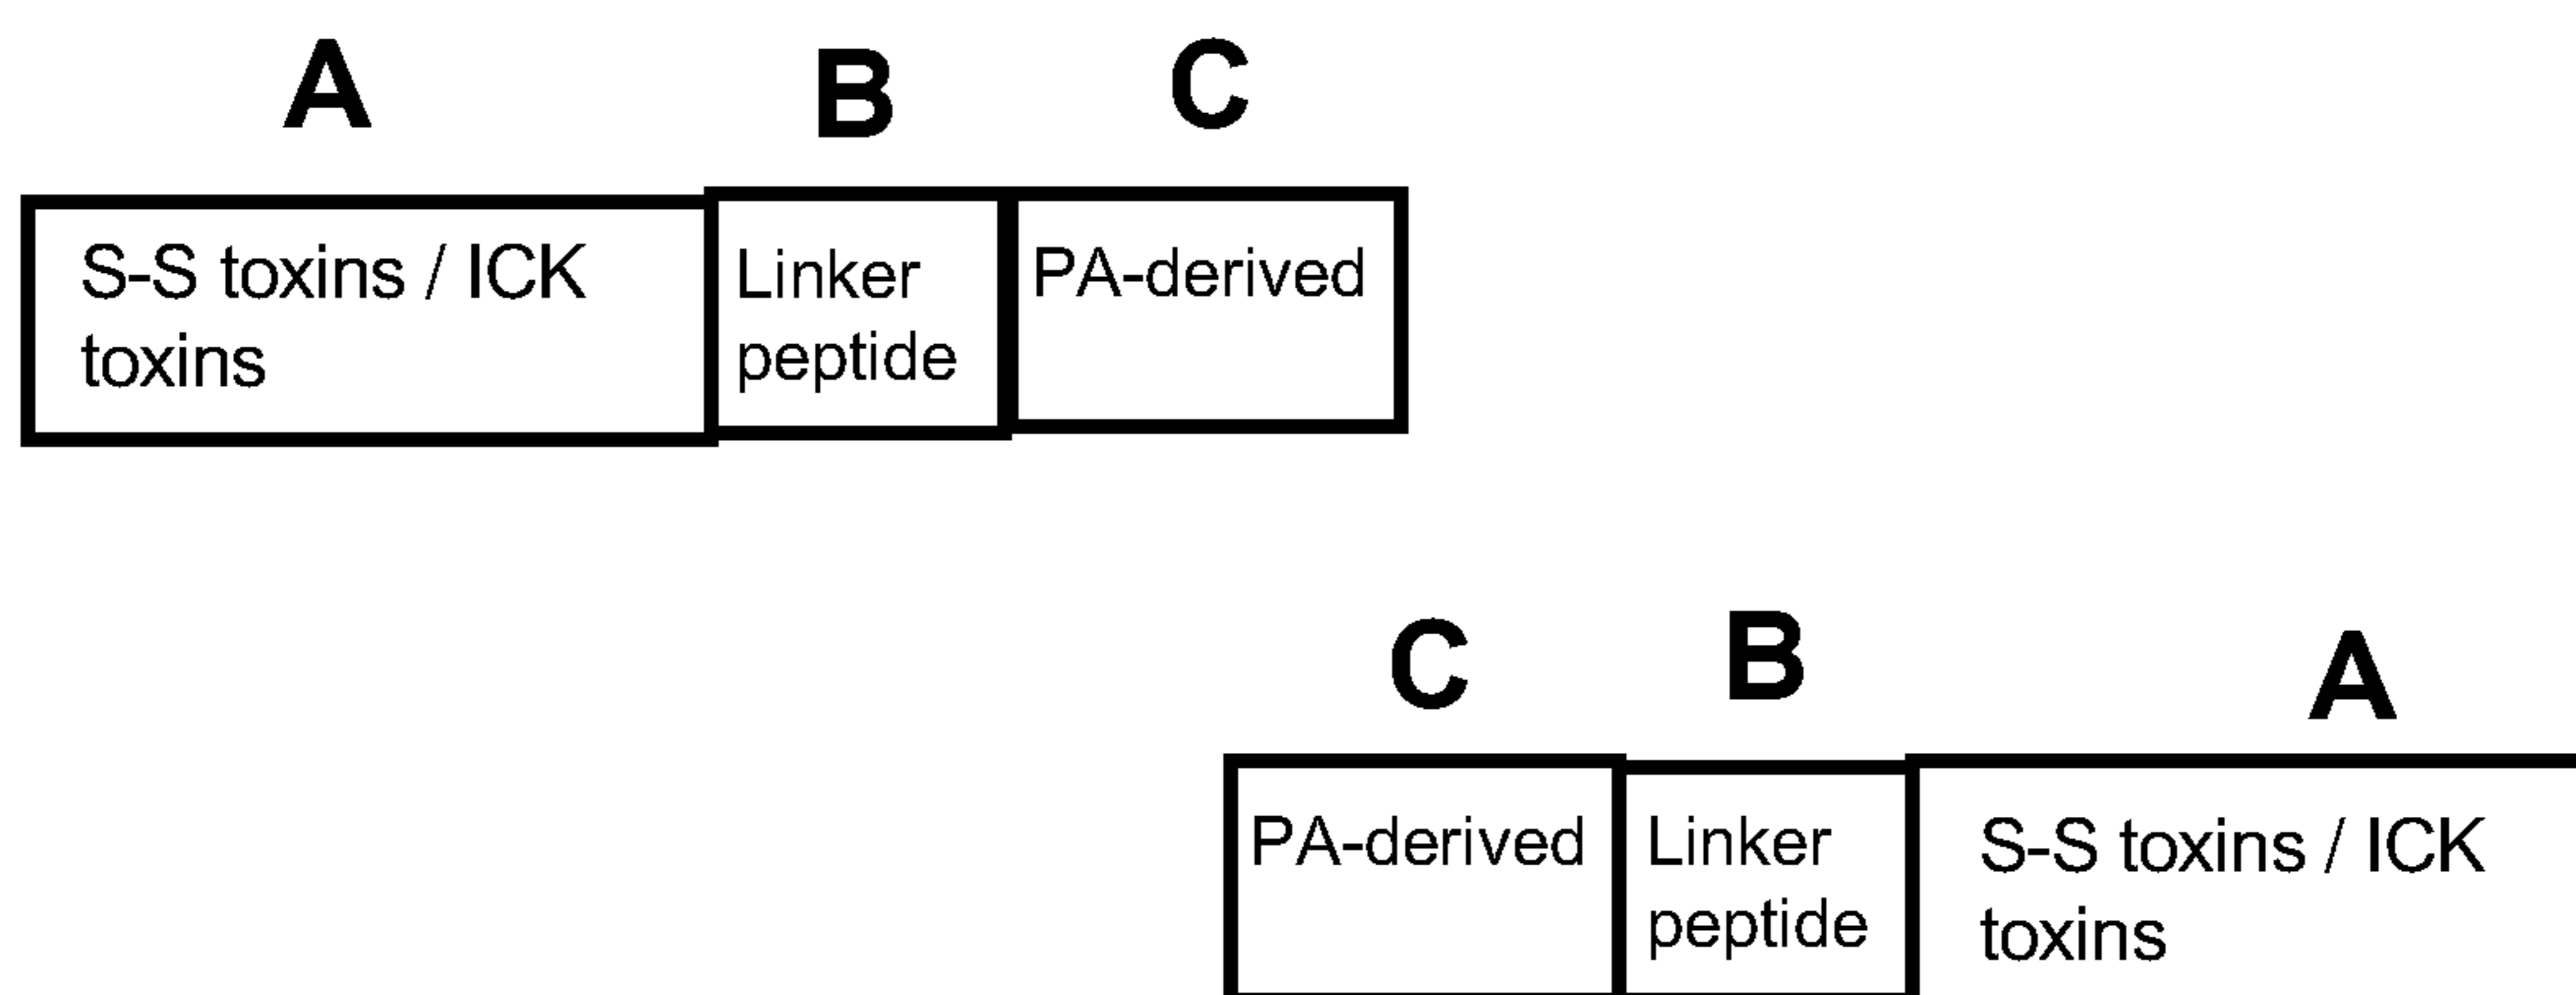 A B C
S-S toxins / ICK
toxins
Linker
peptide
PA-derived
C B A
PA-derived
Linker
peptide
S-S toxins / ICK
toxins